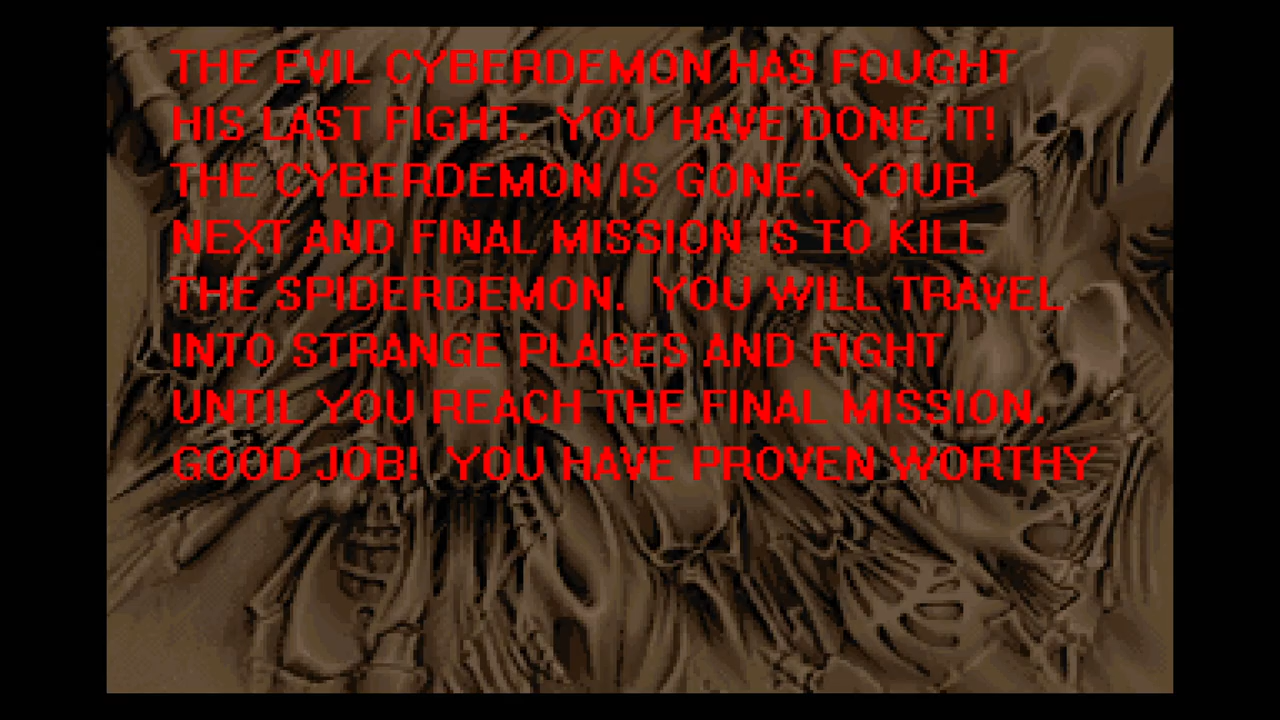 THE EVIL CYBERDEMON HAS FOUGHT
HIS LAST FIGHT.  YOU HAVE DONE IT!
THE CYBERDEMON IS GONE.  YOUR
NEXT AND FINAL MISSION IS TO KILL
THE SPIDERDEMON.  YOU WILL TRAVEL
INTO STRANGE PLACES AND FIGHT
UNTIL YOU REACH THE FINAL MISSION.
GOOD JOB!  YOU HAVE PROVEN WORTHY